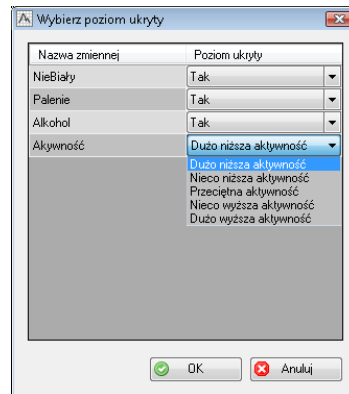 Wybierz poziom ukryty
Nazwa zmiennej Poziom ukryty
NieBiały Tak
Palenie Tak
Alkohol Tak
Akywność Dużo niższa aktywność
Dużo niższa aktywność
Nieco niższa aktywność
Przeciętna aktywność
Nieco wyższa aktywność
Dużo wyższa aktywność
OK Anuluj